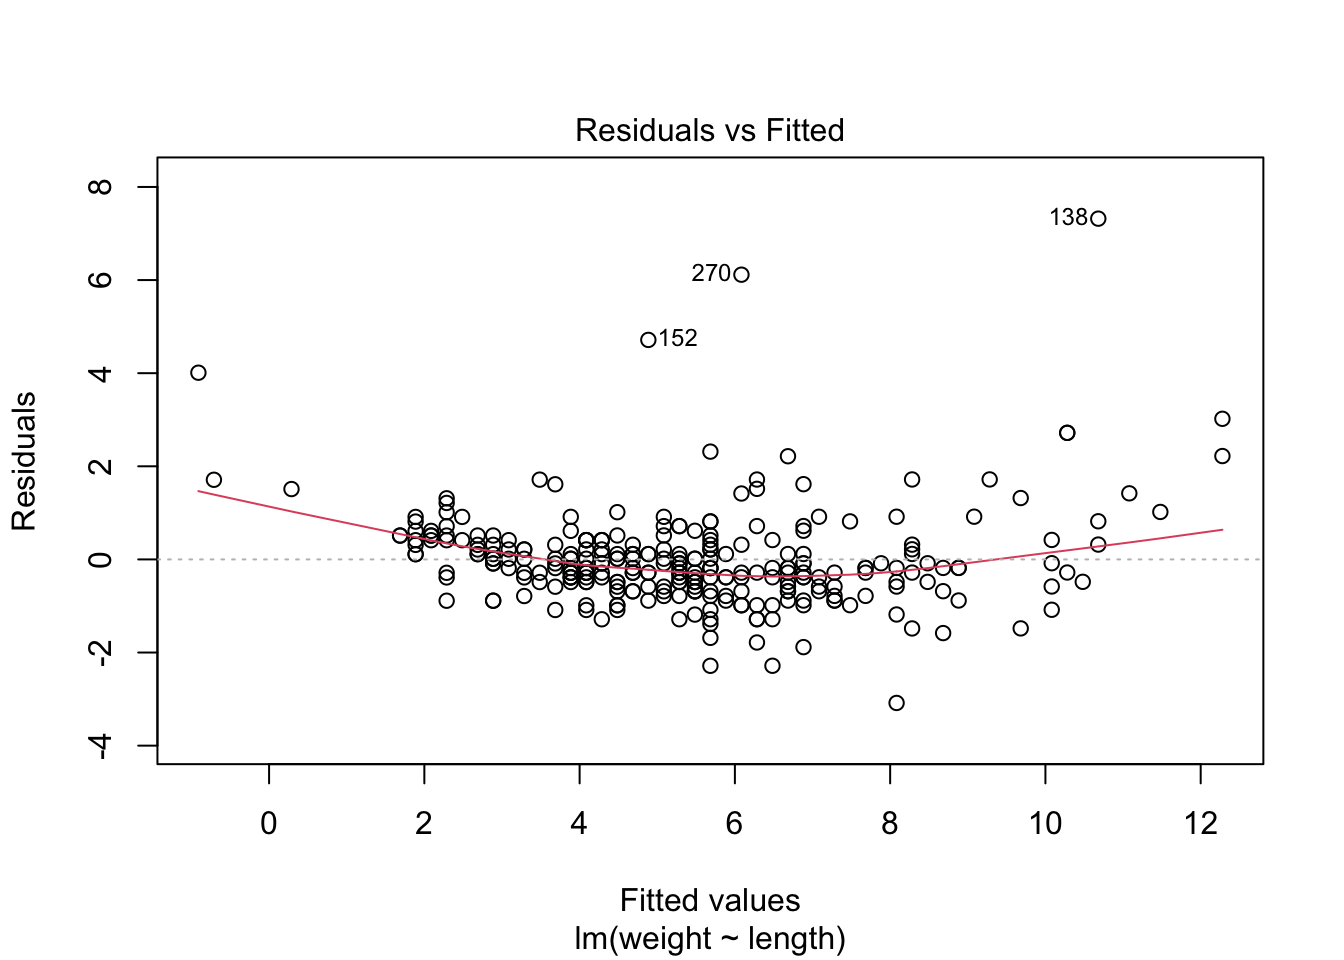 Residuals vs Fitted
8
6
4
2
0
-2
-4
Residuals
138
270
152
0 2 4 6 8 10 12
Fitted values
lm(weight ~ length)